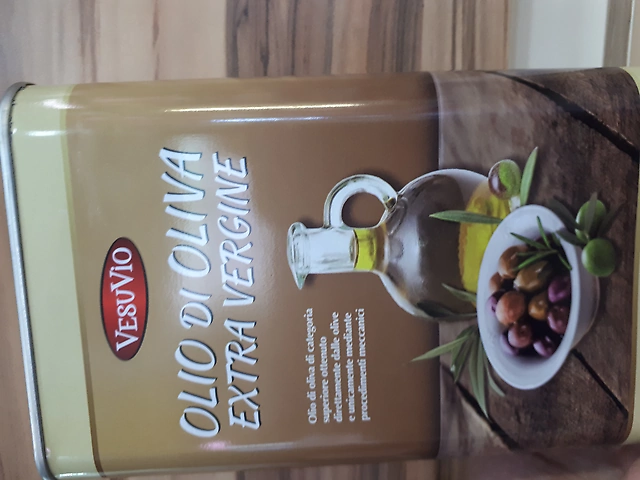 VESUVIO
OLIO DI OLIVA
EXTRA VERGINE
Olio di oliva di categoria
superiore ottenuto
direttamente dalle olive
e unicamente mediante
procedimenti meccanici